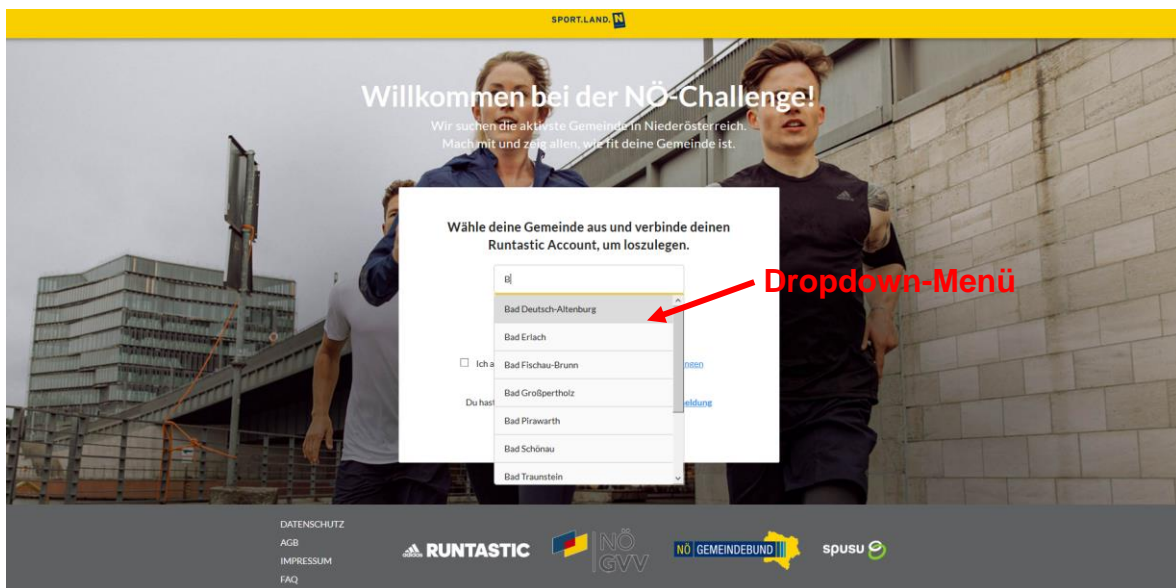 SPORT.LAND. N
Willkommen bei der NÖ-Challenge!
Wir suchen die aktivste Gemeinde in Niederösterreich.
Mach mit und zeig allen, wie fit deine Gemeinde ist.
Wähle deine Gemeinde aus und verbinde deinen
Runtastic Account, um loszulegen.
B
Dropdown-Menü
Bad Deutsch-Altenburg
Bad Erlach
Ich a
Bad Fischau-Brunn
ngen
Bad Großpertholz
Du hast
eldung
Bad Pirawarth
Bad Schönau
Bad Traunstein
DATENSCHUTZ
AGB
IMPRESSUM
FAQ
adidas RUNTASTIC
NÖ
GVV
NÖ GEMEINDEBUND
spusu